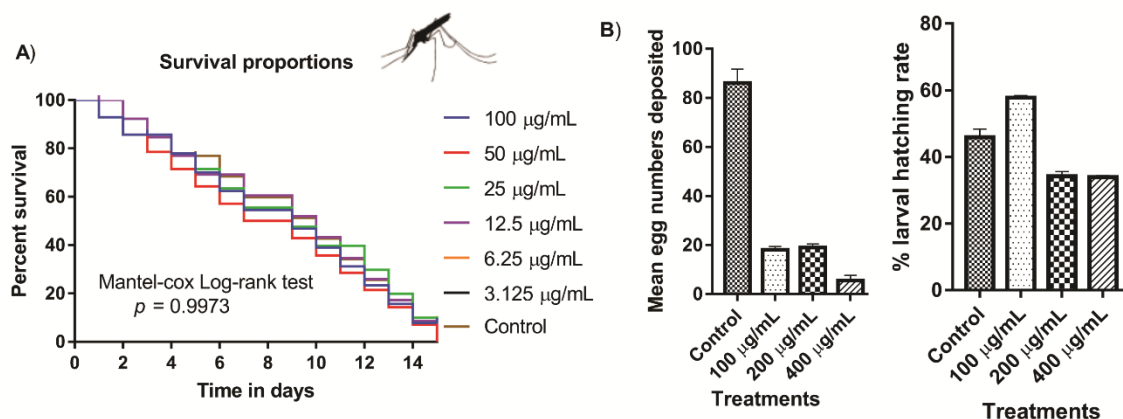 A)
Survival proportions
Percent survival
100
80
60
40
20
0
0 2 4 6 8 10 12 14
Time in days
Mantel-cox Log-rank test
p = 0.9973
100 μg/mL
50 μg/mL
25 μg/mL
12.5 μg/mL
6.25 μg/mL
3.125 μg/mL
Control
B)
Mean egg numbers deposited
100
80
60
40
20
0
Control
100 μg/mL
200 μg/mL
400 μg/mL
Treatments
% larval hatching rate
80
60
40
20
0
Control
100 μg/mL
200 μg/mL
400 μg/mL
Treatments